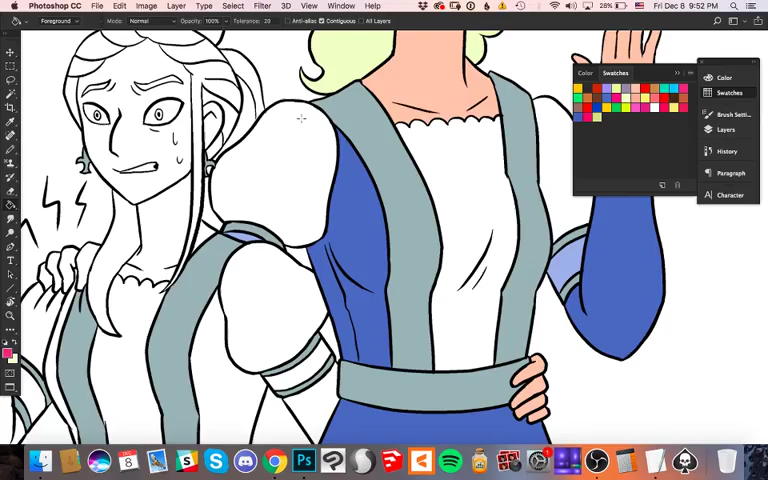 Photoshop CC File Edit Image Layer Type Select Filter 3D View Window Help 28% Fri Dec 8 9:52 PM
Foreground Mode: Normal Opacity: 100% Tolerance: 20 Anti-alias Contiguous All Layers
Color Swatches
Color
Swatches
Brush Setti...
Layers
History
Paragraph
Character